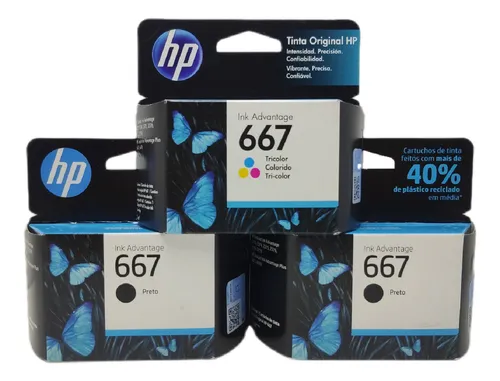 hp
Tinta Original HP
Intensidad. Precisión.
Confiabilidad.
Vibrante. Preciso.
Confiável.
Ink Advantage
667
Tricolor
Colorido
Tri-color
hp
Ink Advantage
667
Preto
Cartuchos de tinta
feitos com mais de
40%
de plástico reciclado
em média*
Ink Advantage
667
Preto